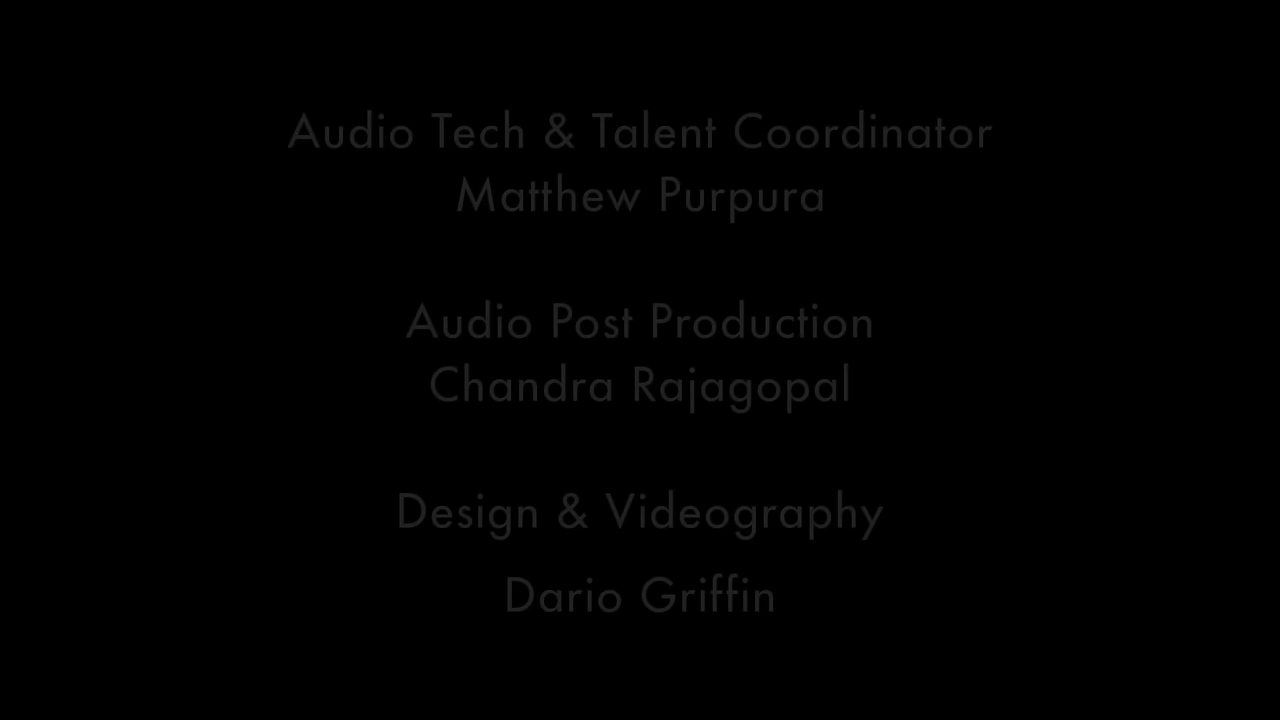 Audio Tech & Talent Coordinator
Matthew Purpura
Audio Post Production
Chandra Rajagopal
Design & Videography
Dario Griffin